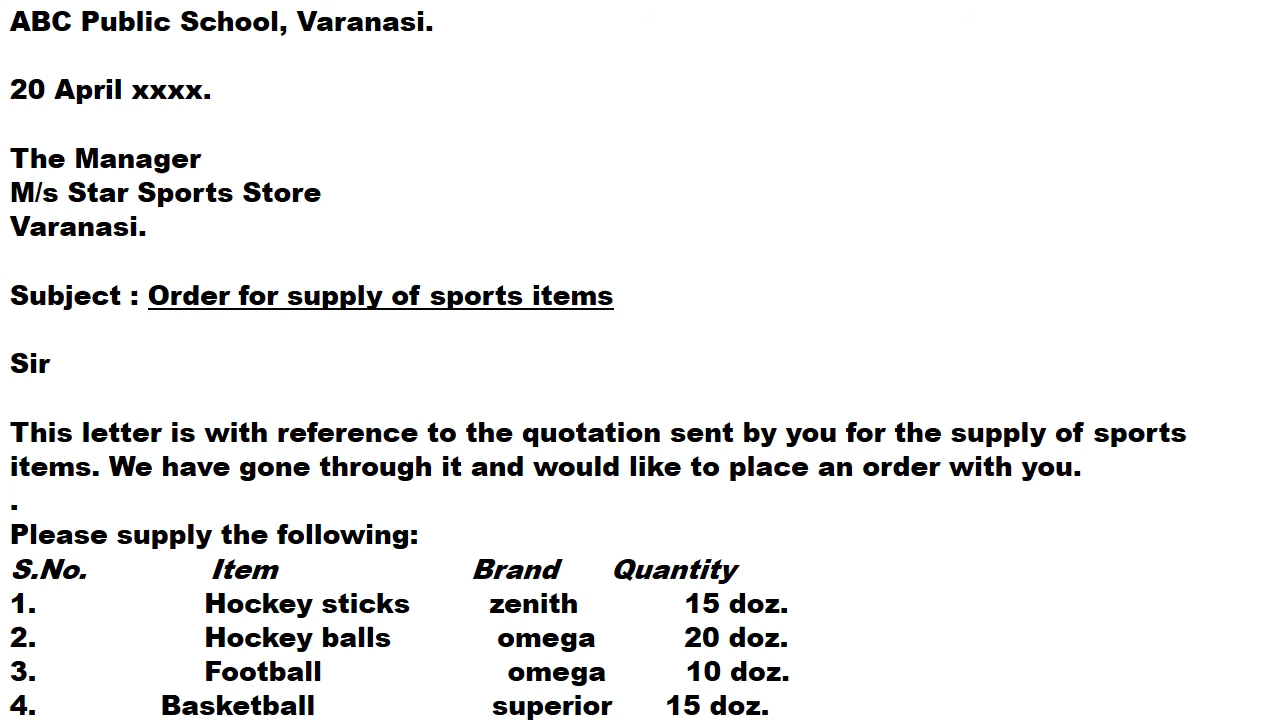 ABC Public School, Varanasi.
20 April xxxx.
The Manager
M/s Star Sports Store
Varanasi.
Subject : Order for supply of sports items
Sir
This letter is with reference to the quotation sent by you for the supply of sports
items. We have gone through it and would like to place an order with you.
.
Please supply the following:
S.No. Item Brand Quantity
1. Hockey sticks zenith 15 doz.
2. Hockey balls omega 20 doz.
3. Football omega 10 doz.
4. Basketball superior 15 doz.